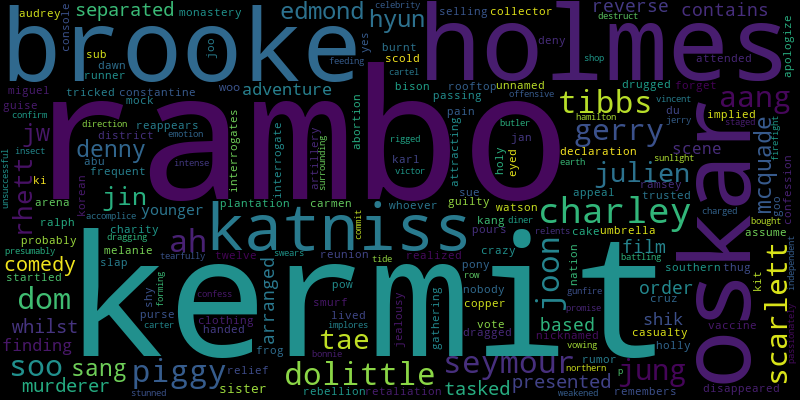 audrey
separated
monastery
edmond
celebrity
hyun
selling
collector
reverse
contains
console
brooke
holmes
destruct
apologize
sub
dawn
runner
joo
yes
burnt
scold
cartel
deny
shop
attended
miguel
tricked
constantine
woo
feeding
adventure
bison
rooftop
unnamed
drugged
forget
guise
mock
rambo
passing
offensive
tibbs
du
vincent
implied
aang
confirm
direction
reappears
abortion
pain
butler
hamilton
jerry
staged
jw
district
emotion
interrogates
interrogate
artillery
surrounding
rigged
jan
gerry
declaration
scene
mcquade
firefight
insect
denny
abu
frequent
intense
karl
victor
attracting
holy
eyed
earth
sunlight
julien
ramsey
goo
confession
unsuccessful
rhett
ki
korean
jin
plantation
carmen
whoever
sue
guilty
watson
appeal
trusted
oskar
arena
younger
katniss
commit
charley
charged
bought
ralph
accomplice
charity
ah
kang
diner
cake
umbrella
assume
probably
dragging
melanie
tearfully
twelve
swears
reunion
tide
realized
pours
relents
film
presumably
comedy
slap
kermit
row
crazy
joon
nation
battling
southern
thug
kit
independent
startled
shy
forming
arranged
pow
pony
gunfire
order
cruz
scarlett
dom
purse
confess
smurf
nobody
copper
promise
carter
clothing
lived
jealousy
gathering
vote
based
shik
vaccine
whilst
handed
implores
tae
dragged
nicknamed
casualty
passionately
finding
frog
bonnie
seymour
vowing
rumor
holly
soo
sang
piggy
relief
dolittle
northern
p
jung
murderer
stunned
sister
rebellion
retaliation
tasked
presented
weakened
remembers
disappeared